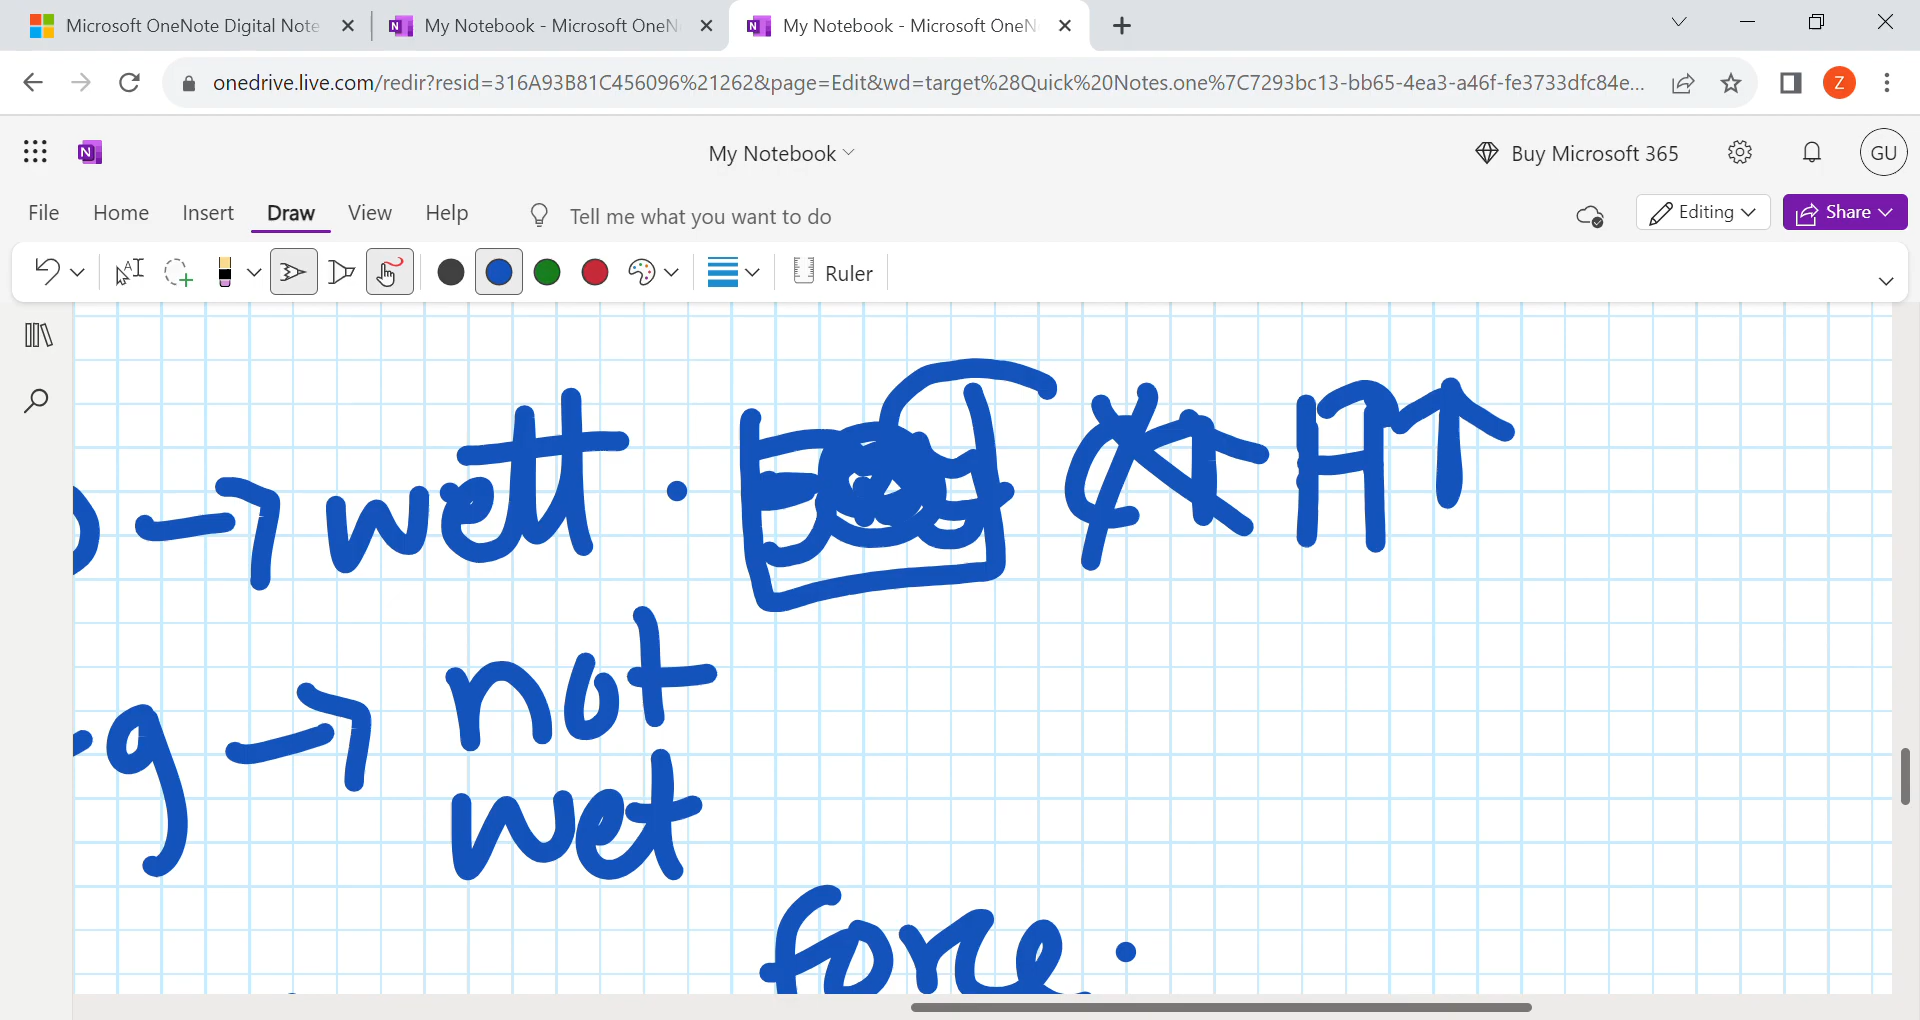 Microsoft OneNote Digital Note
My Notebook - Microsoft OneN
My Notebook - Microsoft OneN
onedrive.live.com/redir?resid=316A93B81C456096%21262&page=Edit&wd=target%28Quick%20Notes.one%7C7293bc13-bb65-4ea3-a46f-fe3733dfc84e...
Z
N
My Notebook
Buy Microsoft 365
GU
File Home Insert Draw View Help
Tell me what you want to do
Editing
Share
Ruler
→ wett.
g → not
wet
force.